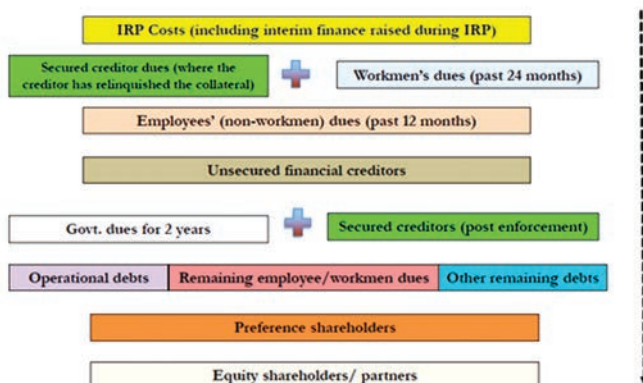 IRP Costs (including interim finance raised during IRP)
Secured creditor dues (where the
creditor has relinquished the collateral)
Workmen's dues (past 24 months)
Employees' (non-workmen) dues (past 12 months)
Unsecured financial creditors
Govt. dues for 2 years
Secured creditors (post enforcement)
Operational debts
Remaining employee/workmen dues
Other remaining debts
Preference shareholders
Equity shareholders/ partners